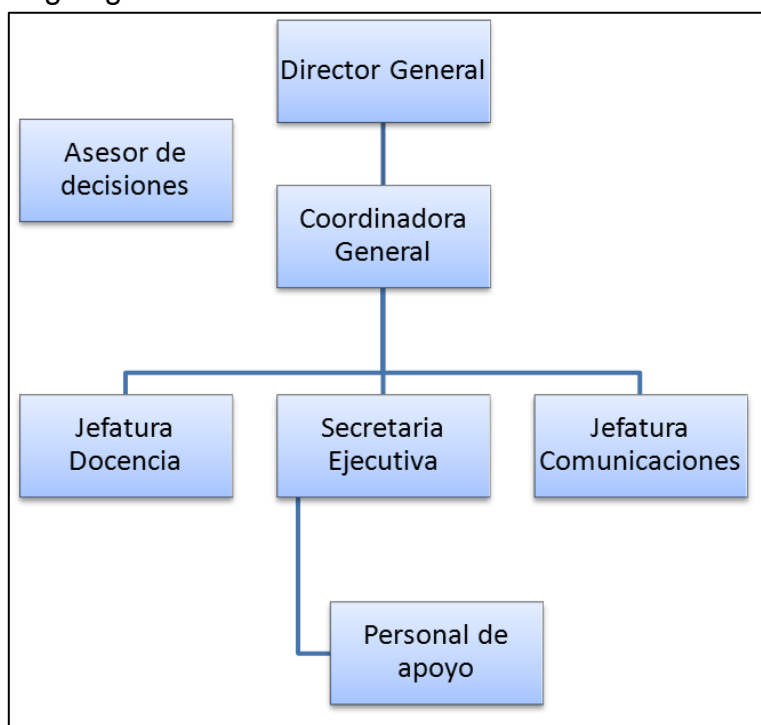 Director General
Asesor de
decisiones
Coordinadora
General
Jefatura
Docencia
Secretaria
Ejecutiva
Jefatura
Comunicaciones
Personal de
apoyo